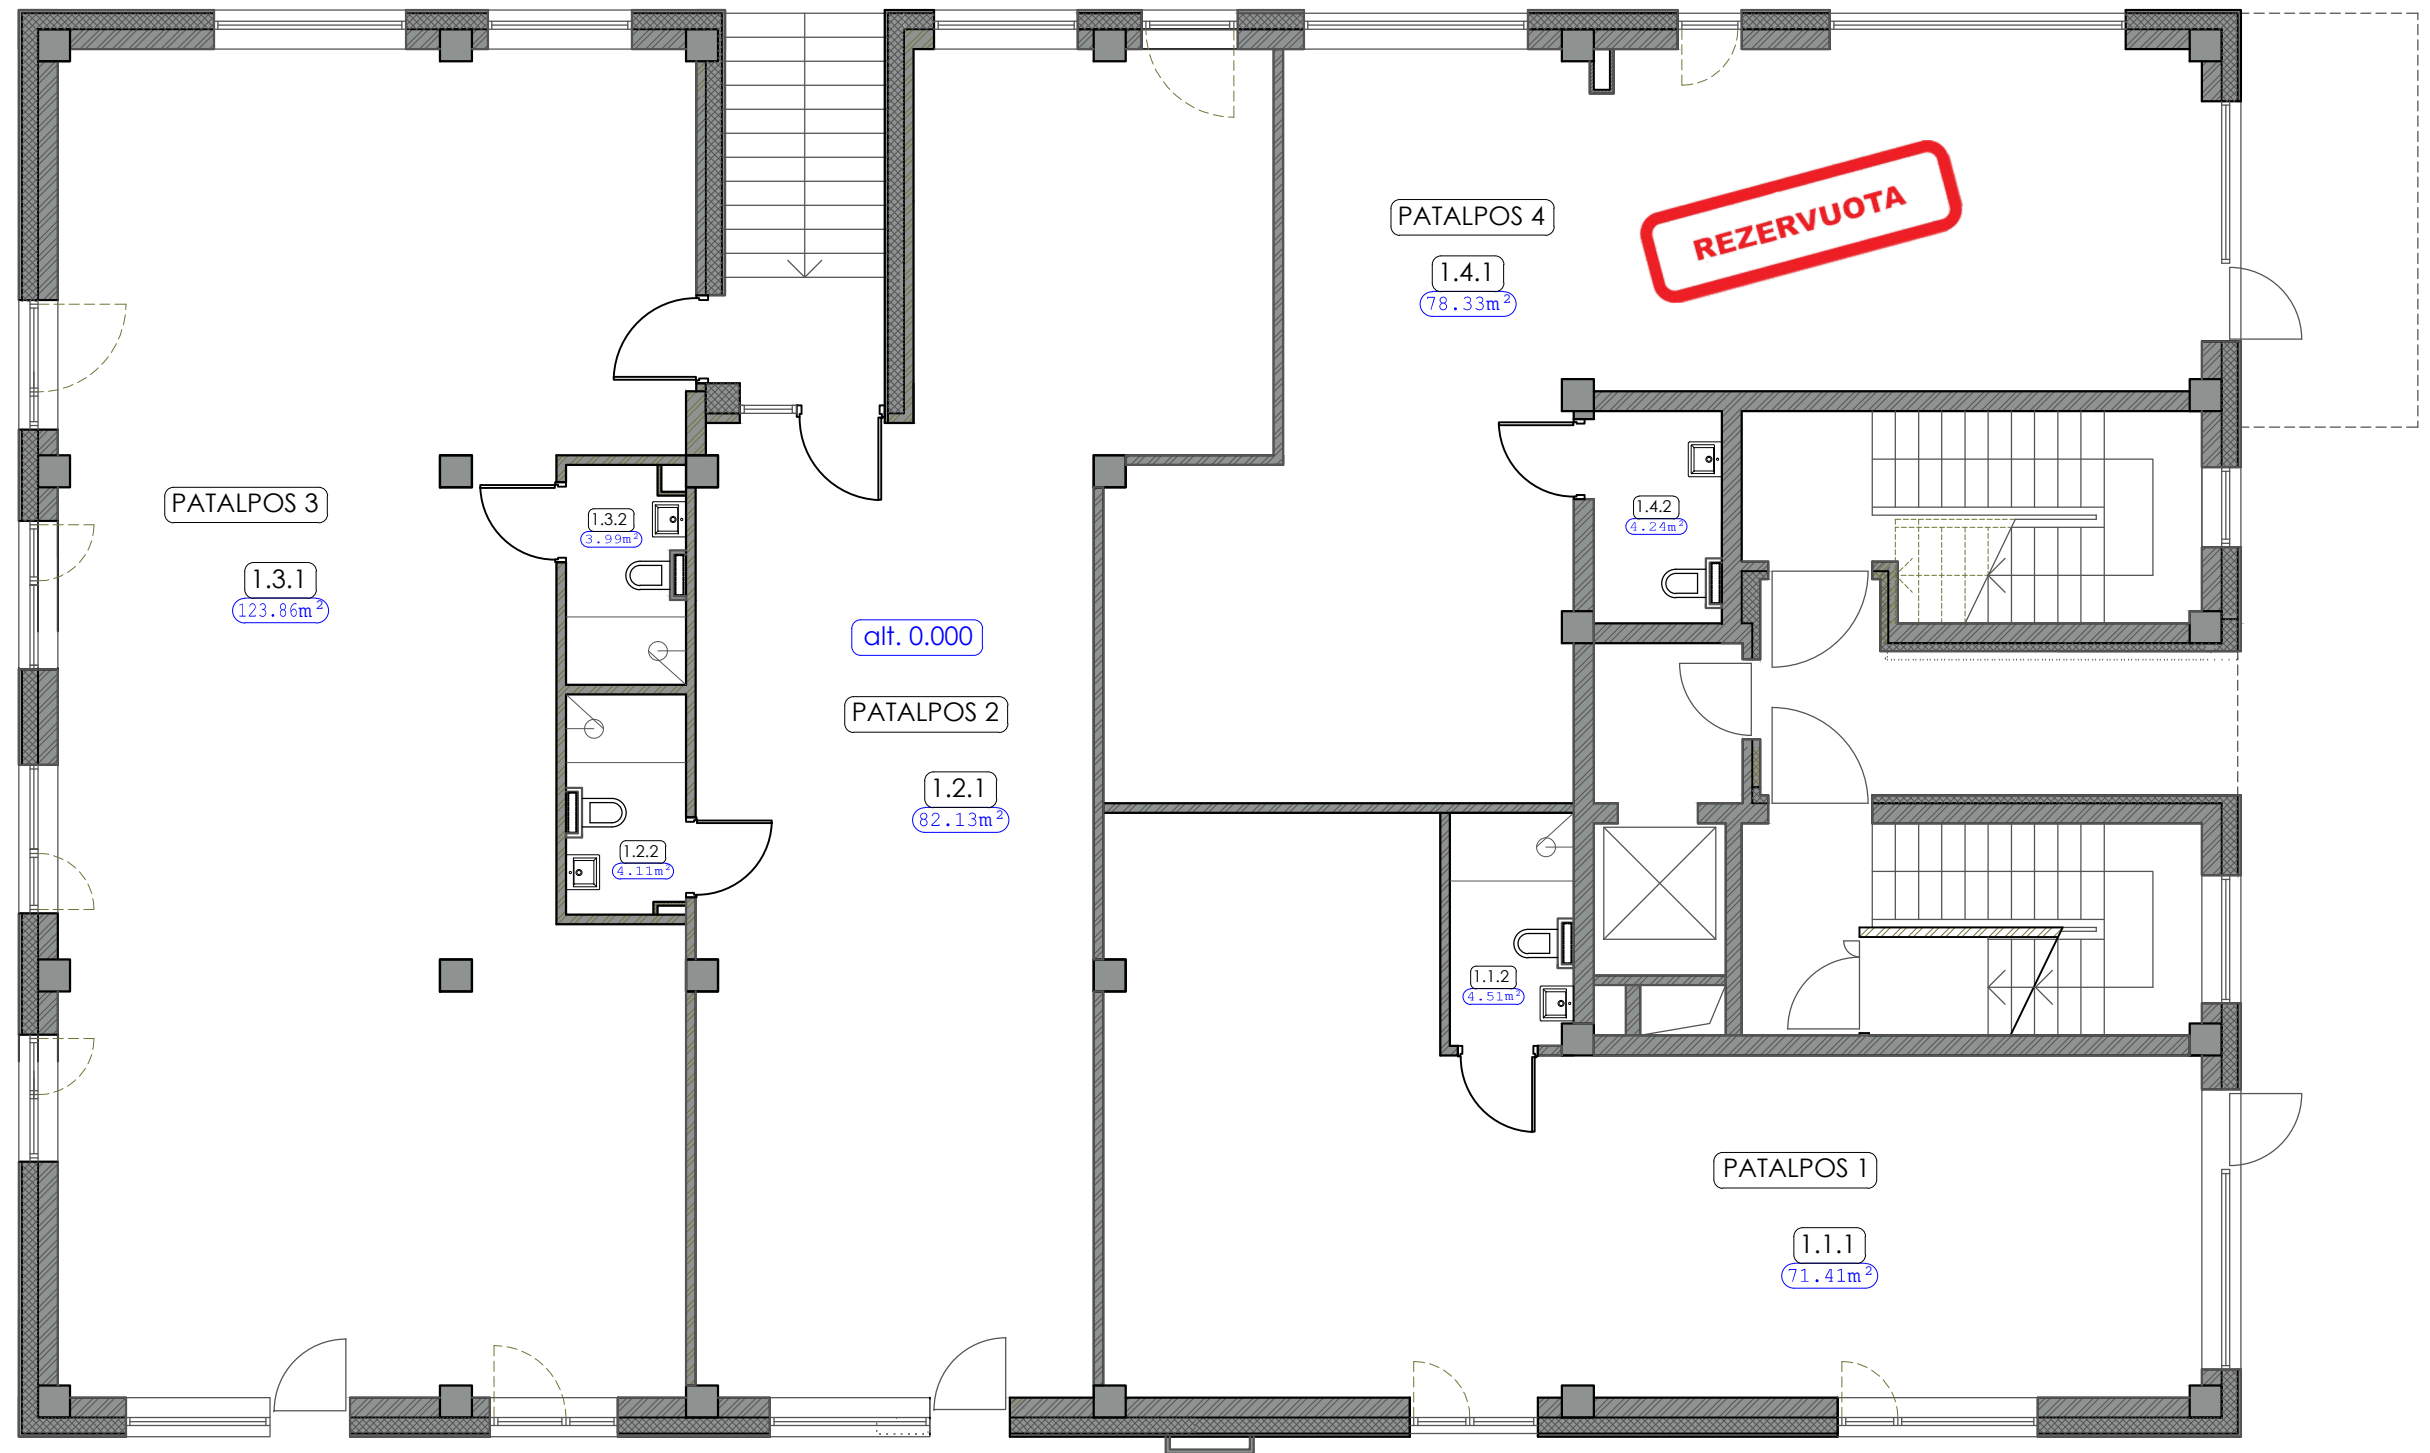 PATALPOS 4
REZERVUOTA
1.4.1
78.33m²
PATALPOS 3
1.3.1
123.86m²
1.3.2
3.99m²
1.4.2
4.24m²
alt. 0.000
PATALPOS 2
1.2.1
82.13m²
1.2.2
4.11m²
1.1.2
4.51m²
PATALPOS 1
1.1.1
71.41m²